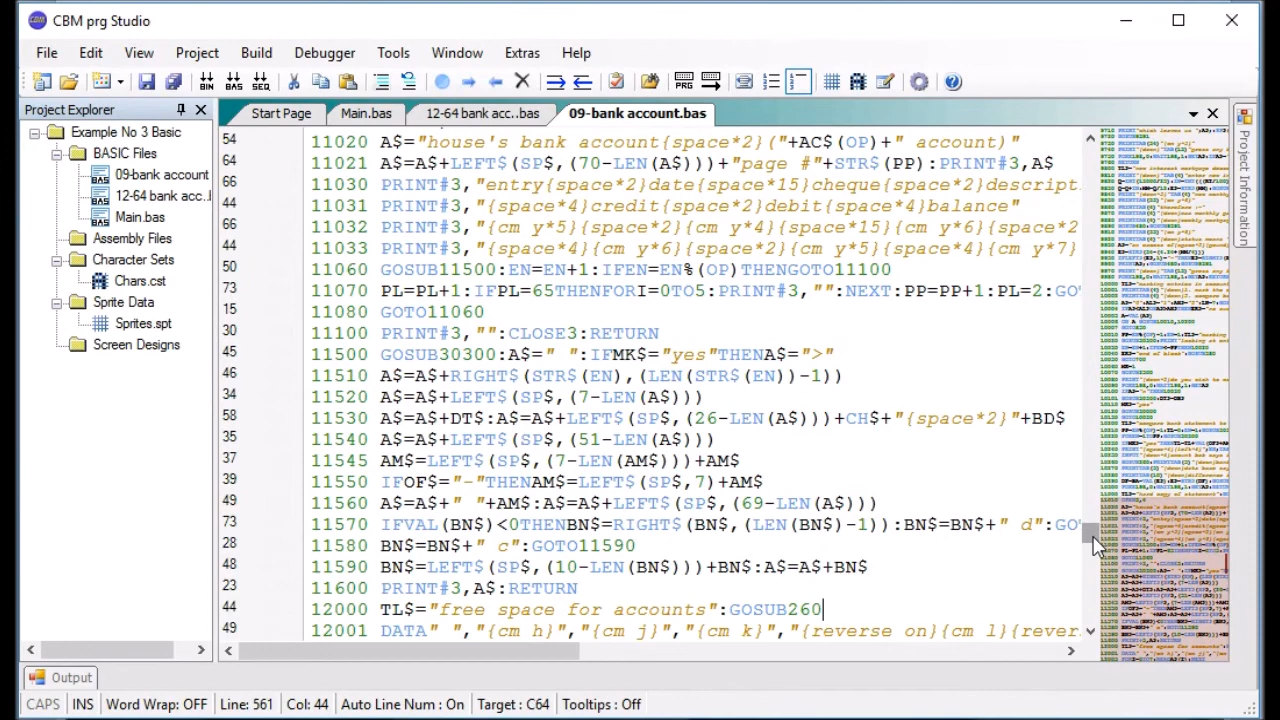 CBM prg Studio
File Edit View Project Build Debugger Tools Window Extras Help
Project Explorer
Example No 3 Basic
BASIC Files
09-bank account
12-64 bank acc..l
Main.bas
Assembly Files
Character Sets
Chars.cst
Sprite Data
Sprites.spt
Screen Designs
Start Page Main.bas 12-64 bank acc..bas 09-bank account.bas
54 11020 A$="house's bank account{space*2}("+AC$(OP)+" account)"
64 11021 A$=A$+LEFT$(SP$,(70-LEN(A$)))+"page #"+STR$(PP):PRINT#3,A$
66 11030 PRINT#3,"entry{space*2}date{space*15}cheque{space*2}descript.
44 11031 "{space*4}credit{space*2}debit{space*4}balance"
66 11032 PRINT#3,"{cm y*5}{space*2}{cm y*4}{space*15}{cm y*6}{space*2
44 11033 PRINT#3,"{space*4}{cm y*6}{space*2}{cm y*5}{space*4}{cm y*7}
50 11060 GOSUB11500:EN=EN+1:IFEN=EN%(OP)THENGOTO11100
73 11070 PL=PL+1:IFPL=65THENFORI=0TO5:PRINT#3,"":NEXT:PP=PP+1:PL=2:GO
15 11080 GOTO11060
30 11100 PRINT#3,"":CLOSE3:RETURN
45 11500 GOSUB30300:A$=" ":IFMK$="yes"THENA$=">"
46 11510 A$=A$+RIGHT$(STR$(EN),(LEN(STR$(EN))-1))
34 11520 A$=A$+LEFT$(SP$,(7-LEN(A$)))
58 11530 A$=A$+DT$:A$=A$+LEFT$(SP$,(26-LEN(A$)))+CH$+"{space*2}"+BD$
35 11540 A$=A$+LEFT$(SP$,(51-LEN(A$)))
37 11545 AM$=LEFT$(SP$,(7-LEN(AM$)))+AM$
39 11550 IFCD$="-"THENAM$=LEFT$(SP$,7)+AM$
49 11560 A$=A$+AM$:A$=A$+LEFT$(SP$,(69-LEN(A$)))
73 11570 IFVAL(BN$)<0THENBN$=RIGHT$(BN$,(LEN(BN$)-1)):BN$=BN$+" d":GO
28 11580 BN$=BN$+" c":GOTO11590
48 11590 BN$=LEFT$(SP$,(10-LEN(BN$)))+BN$:A$=A$+BN$
23 11600 PRINT#3,A$:RETURN
44 12000 TL$="free space for accounts":GOSUB260
49 12001 DATA" ","{cm h}","{cm j}","{cm k}","{reverse on}{cm l}{rever
Project Information
Output
CAPS INS Word Wrap: OFF Line: 561 Col: 44 Auto Line Num : On Target : C64 Tooltips : Off